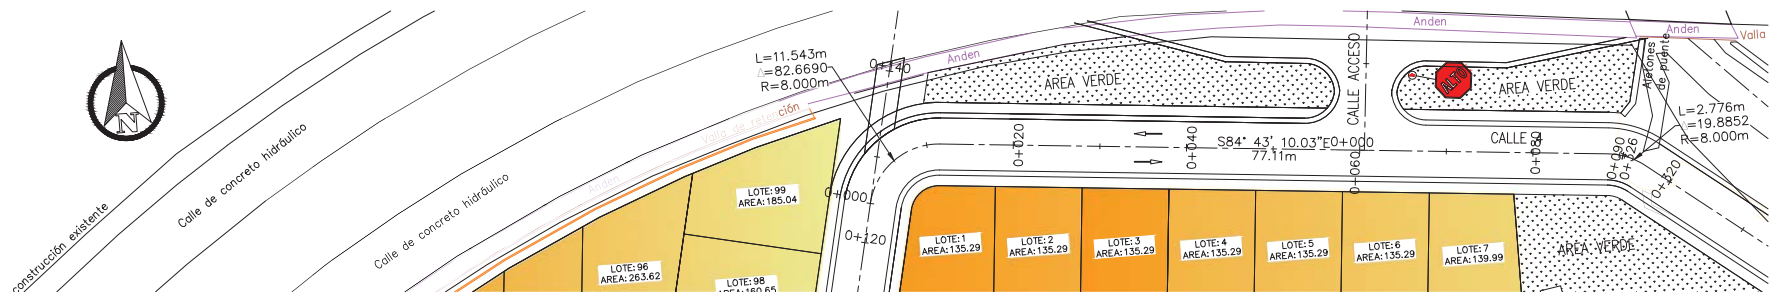 N
construcción existente
Calle de concreto hidráulico
Calle de concreto hidráulico
Anden
Valla de retención
L=11.543m
Δ=82.6690
R=8.000m
0+140
Anden
AREA VERDE
CALLE ACCESO
ALTO
AREA VERDE
Anden
Anden
Valla
Aletones
de puente
L=2.776m
Δ=19.8852
R=8.000m
0+020
0+040
S84° 43' 10.03"E
0+000
77.11m
0+060
CALLE 4
0+080
0+090
0+320
0+000
0+120
LOTE: 99
AREA: 185.04
LOTE: 96
AREA: 263.62
LOTE: 98
AREA: 160.65
LOTE: 1
AREA: 135.29
LOTE: 2
AREA: 135.29
LOTE: 3
AREA: 135.29
LOTE: 4
AREA: 135.29
LOTE: 5
AREA: 135.29
LOTE: 6
AREA: 135.29
LOTE: 7
AREA: 139.99
AREA VERDE